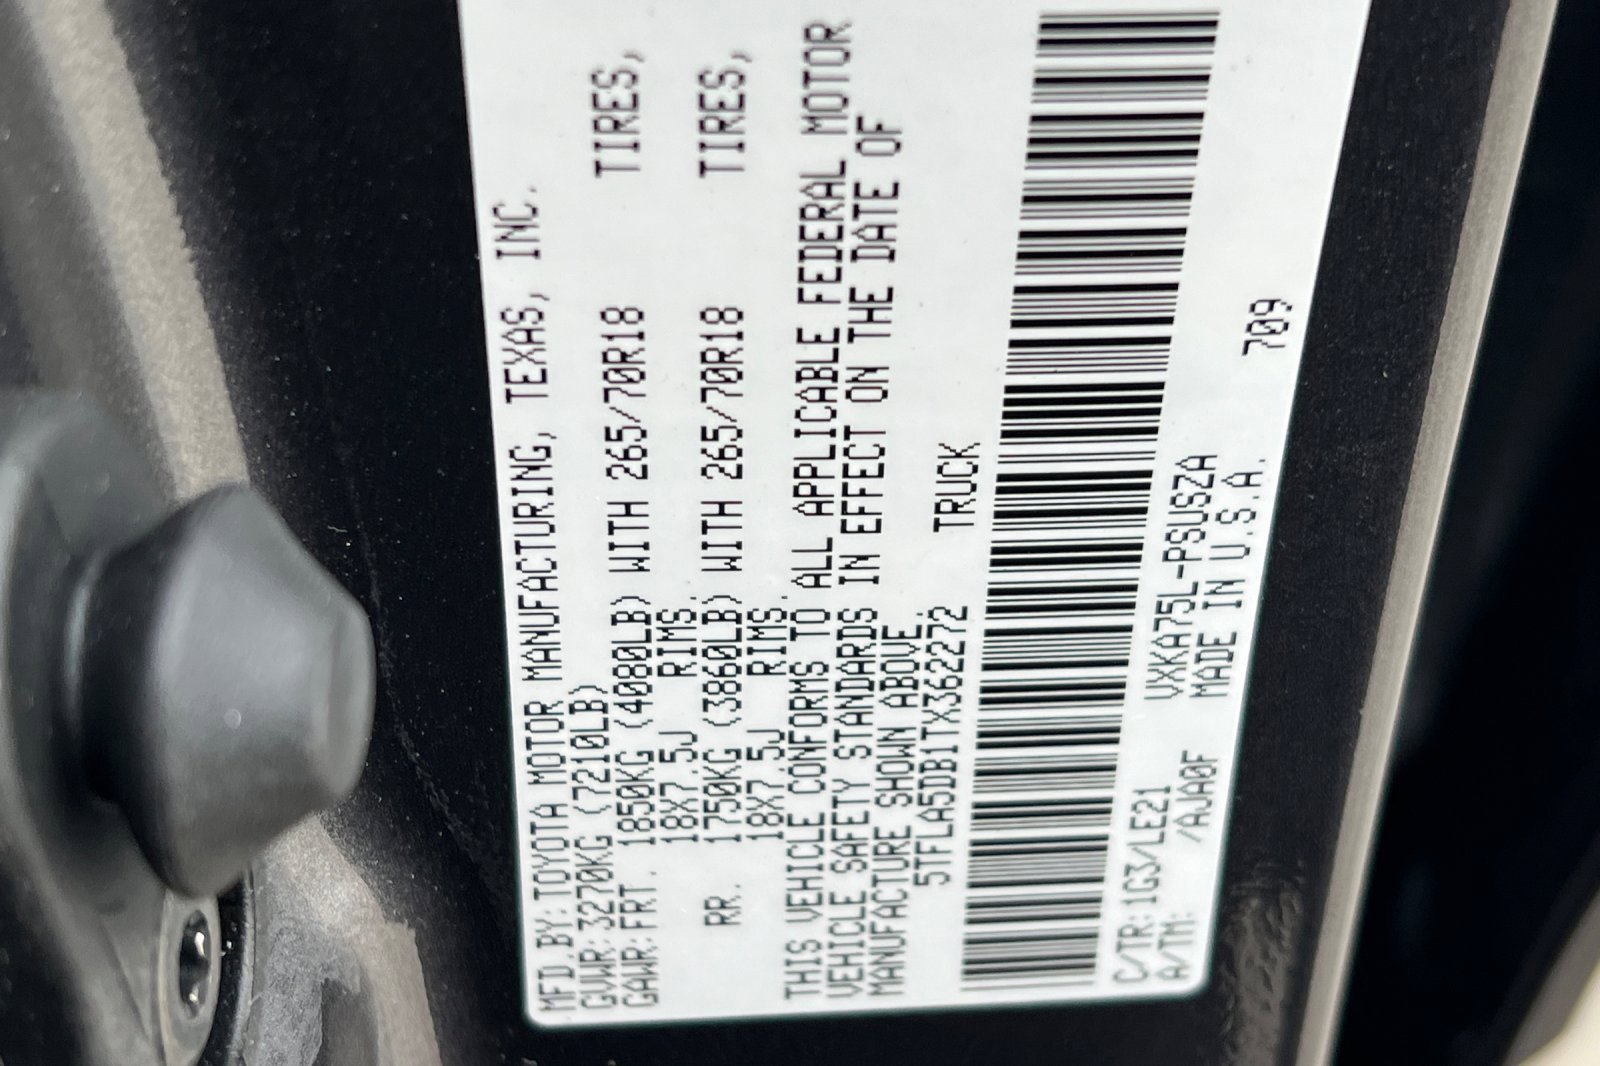 MFD.BY:TOYOTA MOTOR MANUFACTURING, TEXAS, INC.
GVWR:3270KG (7210LB)
GAWR:FRT. 1850KG (4080LB) WITH 265/70R18 TIRES,
18X7.5J RIMS.
RR. 1750KG (3860LB) WITH 265/70R18 TIRES,
18X7.5J RIMS.
THIS VEHICLE CONFORMS TO ALL APPLICABLE FEDERAL MOTOR
VEHICLE SAFETY STANDARDS IN EFFECT ON THE DATE OF
MANUFACTURE SHOWN ABOVE.
5TFLA5DB1TX362272 TRUCK
C/TR:1G3/LE21 VXKA75L-PSUSZA 709
A/TM: /AJA0F MADE IN U.S.A.